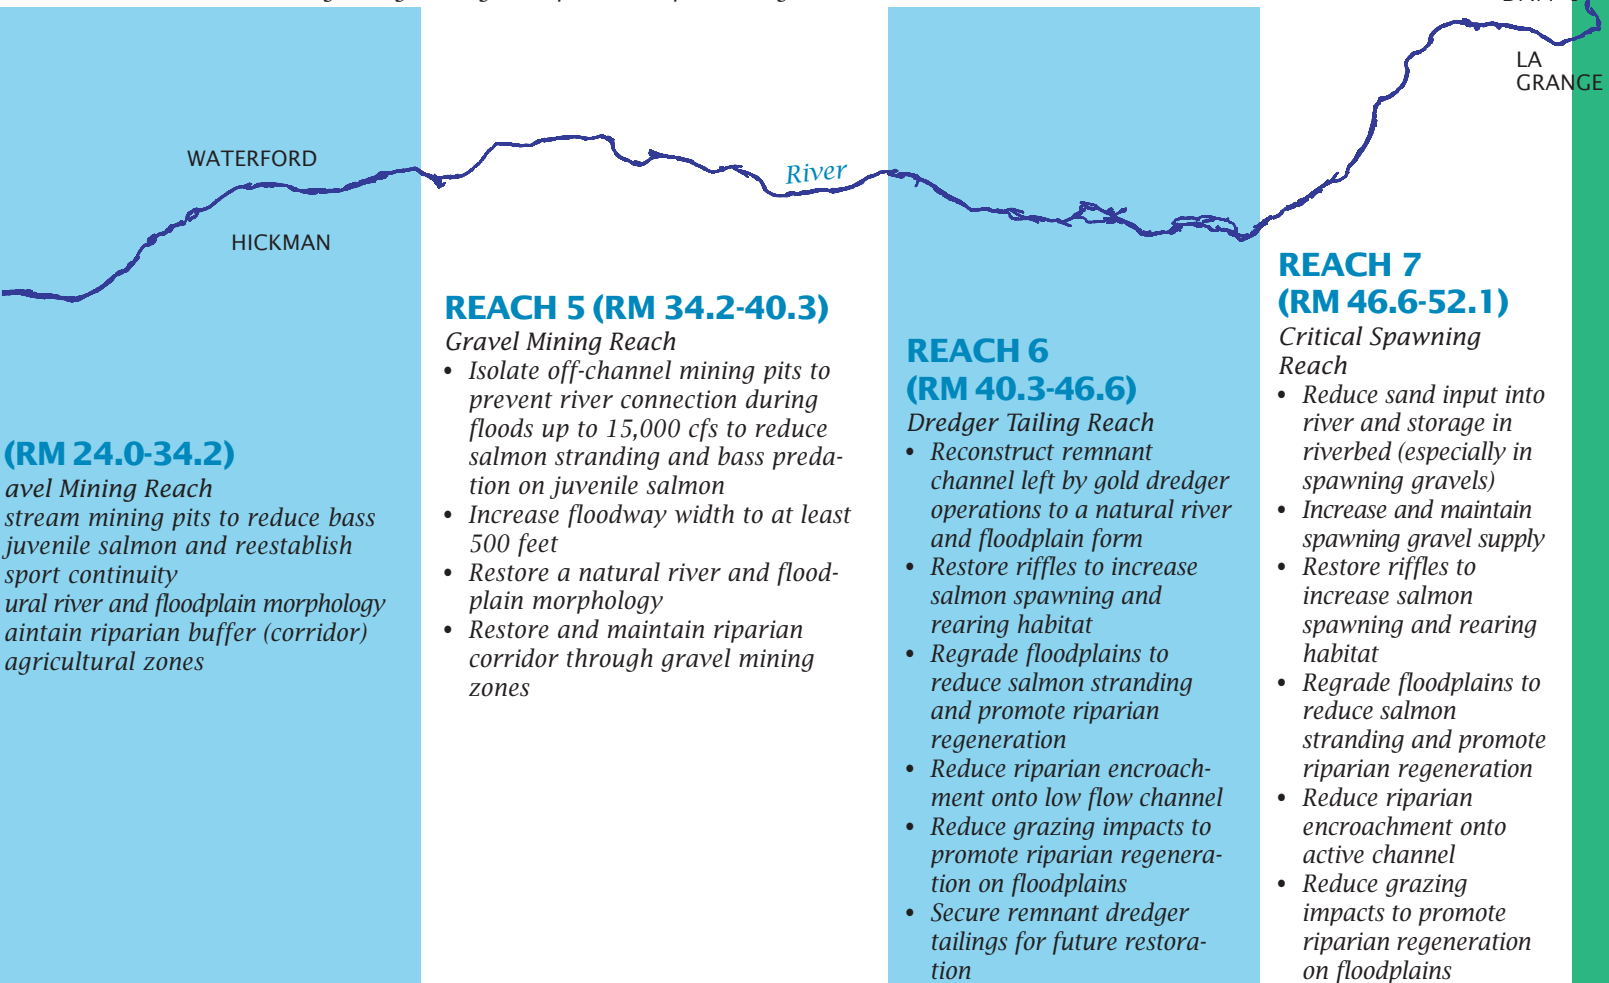 LA
GRANGE
WATERFORD
River
HICKMAN
(RM 24.0-34.2)
avel Mining Reach
stream mining pits to reduce bass
juvenile salmon and reestablish
sport continuity
ural river and floodplain morphology
aintain riparian buffer (corridor)
agricultural zones
REACH 5 (RM 34.2-40.3)
Gravel Mining Reach
• Isolate off-channel mining pits to
prevent river connection during
floods up to 15,000 cfs to reduce
salmon stranding and bass preda-
tion on juvenile salmon
• Increase floodway width to at least
500 feet
• Restore a natural river and flood-
plain morphology
• Restore and maintain riparian
corridor through gravel mining
zones
REACH 6
(RM 40.3-46.6)
Dredger Tailing Reach
• Reconstruct remnant
channel left by gold dredger
operations to a natural river
and floodplain form
• Restore riffles to increase
salmon spawning and
rearing habitat
• Regrade floodplains to
reduce salmon stranding
and promote riparian
regeneration
• Reduce riparian encroach-
ment onto low flow channel
• Reduce grazing impacts to
promote riparian regenera-
tion on floodplains
• Secure remnant dredger
tailings for future restora-
tion
REACH 7
(RM 46.6-52.1)
Critical Spawning
Reach
• Reduce sand input into
river and storage in
riverbed (especially in
spawning gravels)
• Increase and maintain
spawning gravel supply
• Restore riffles to
increase salmon
spawning and rearing
habitat
• Regrade floodplains to
reduce salmon
stranding and promote
riparian regeneration
• Reduce riparian
encroachment onto
active channel
• Reduce grazing
impacts to promote
riparian regeneration
on floodplains